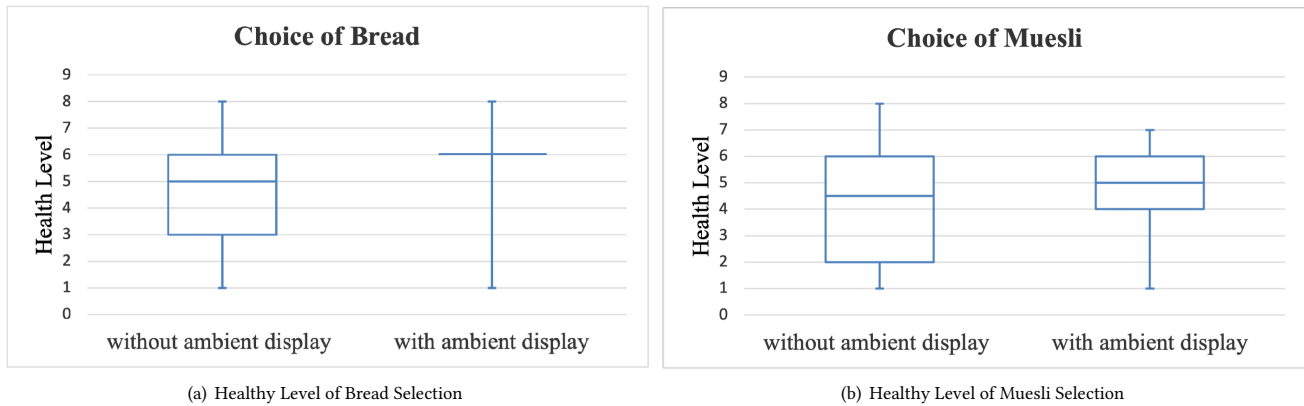 Choice of Bread
9
8
7
6
5
4
3
2
1
0
Health Level
without ambient display
with ambient display
(a) Healthy Level of Bread Selection
Choice of Muesli
9
8
7
6
5
4
3
2
1
0
Health Level
without ambient display
with ambient display
(b) Healthy Level of Muesli Selection